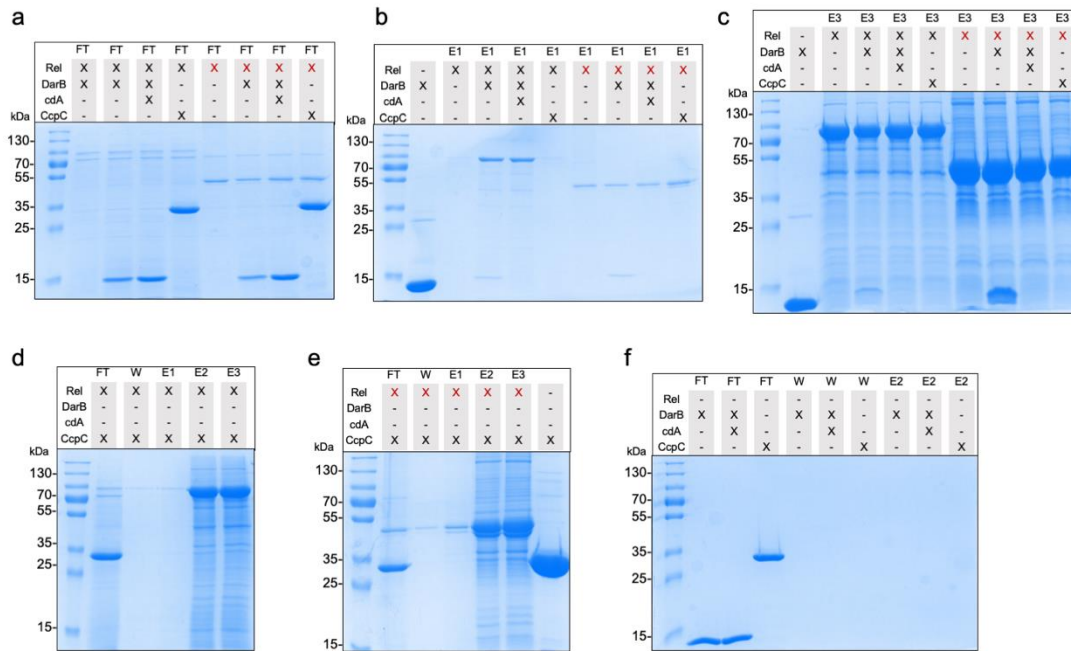 a
FT FT FT FT FT FT FT FT
Rel X X X X X X X X
DarB - X X - - X X -
cdA - - X - - - X -
CcpC - - - X - - - X
kDa
130-
70-
55-
35-
25-
15-
b
E1 E1 E1 E1 E1 E1 E1 E1
Rel - X X X X X X X X
DarB X - X X - - X X -
cdA - - - X - - - X -
CcpC - - - - X - - - X
kDa
130-
70-
55-
35-
25-
15-
c
E3 E3 E3 E3 E3 E3 E3 E3
Rel - X X X X X X X X
DarB X - X X - - X X -
cdA - - - X - - - X -
CcpC - - - - X - - - X
kDa
130-
70-
55-
35-
25-
15-
d
FT W E1 E2 E3
Rel X X X X X
DarB - - - - -
cdA - - - - -
CcpC X X X X X
kDa
130-
70-
55-
35-
25-
15-
e
FT W E1 E2 E3
Rel X X X X X -
DarB - - - - - -
cdA - - - - - -
CcpC X X X X X X
kDa
130-
70-
55-
35-
25-
15-
f
FT FT FT W W W E2 E2 E2
Rel - - - - - - - - -
DarB X X - X X - X X -
cdA - X - - X - - X -
CcpC - - X - - X - - X
kDa
130-
70-
55-
35-
25-
15-